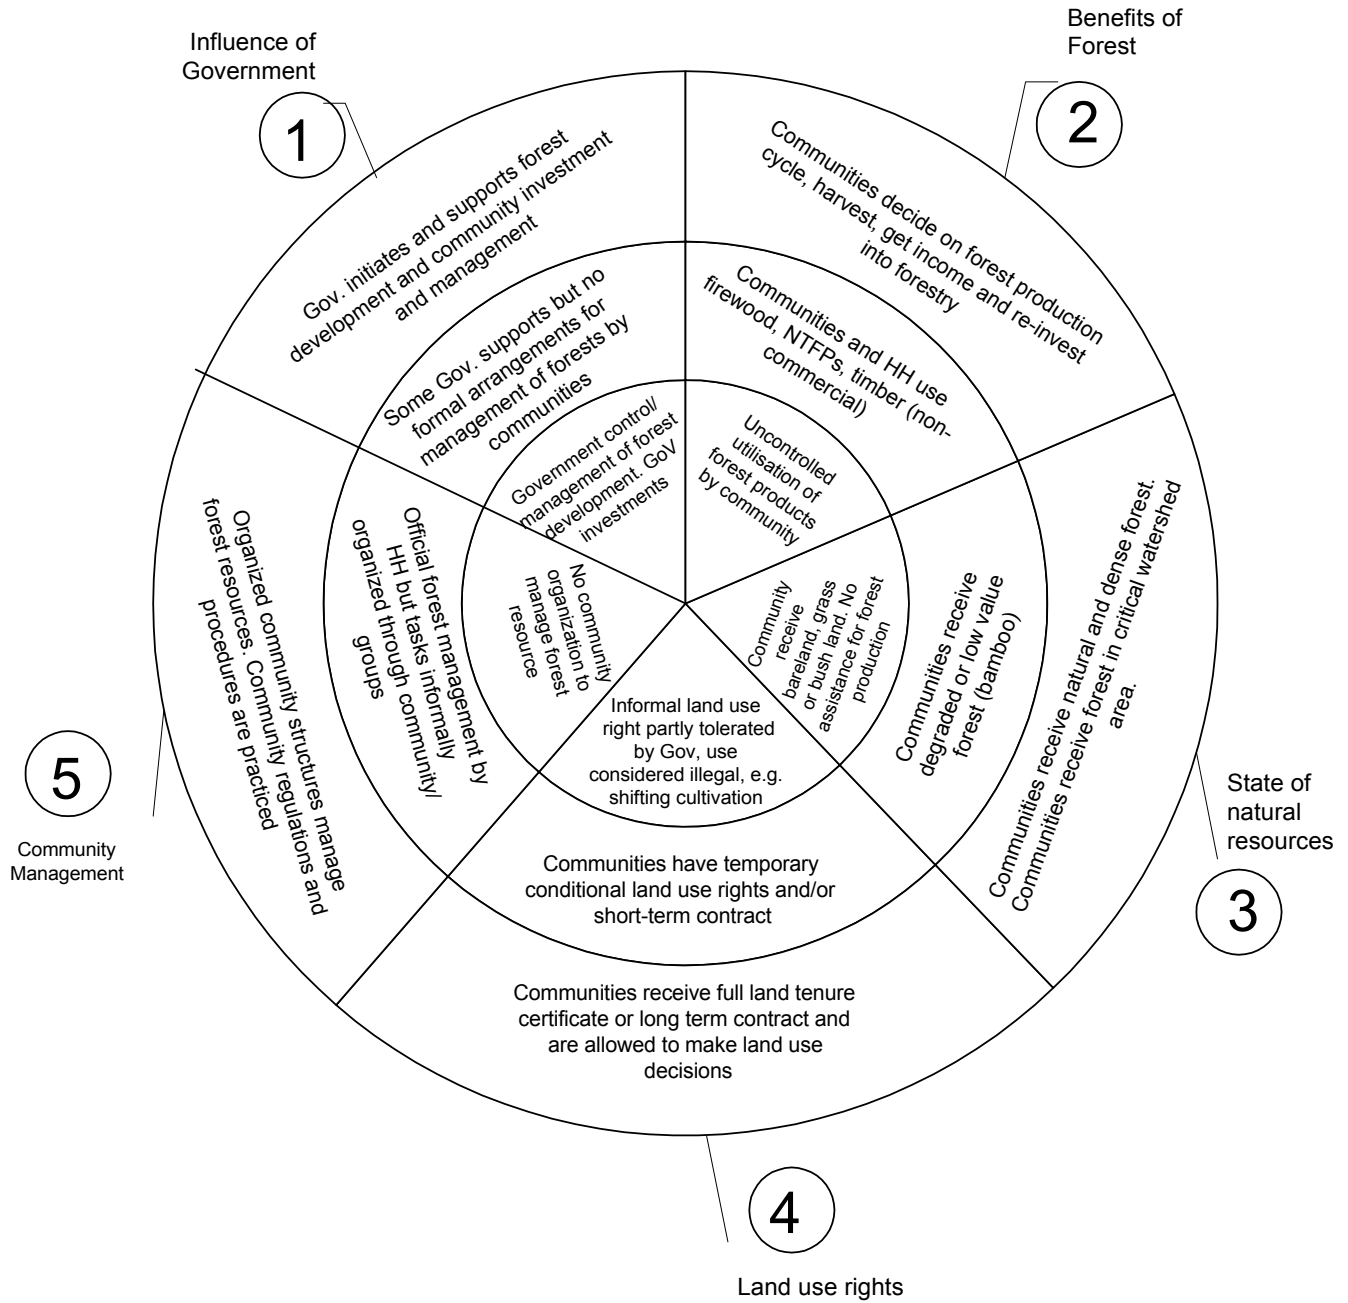 Influence of
Government
1
Benefits of
Forest
2
Gov. initiates and supports forest
development and community investment
and management
Communities decide on forest production
cycle, harvest, get income and re-invest
into forestry
Some Gov. supports but no
formal arrangements for
management of forests by
communities
Communities and HH use
firewood, NTFPs, timber (non-
commercial)
Government control/
management of forest
development. GoV
investments
Uncontrolled
utilisation of
forest products
by community
Organized community structures manage
forest resources. Community regulations and
procedures are practiced
Official forest management by
HH but tasks informally
organized through community/
groups
No community
organization to
manage forest
resource
Community
receive
bareland, grass
or bush land. No
assistance for forest
production
Communities receive
degraded or low value
forest (bamboo)
Communities receive natural and dense forest.
Communities receive forest in critical watershed
area.
Informal land use
right partly tolerated
by Gov, use
considered illegal, e.g.
shifting cultivation
Communities have temporary
conditional land use rights and/or
short-term contract
Communities receive full land tenure
certificate or long term contract and
are allowed to make land use
decisions
5
Community
Management
State of
natural
resources
3
4
Land use rights